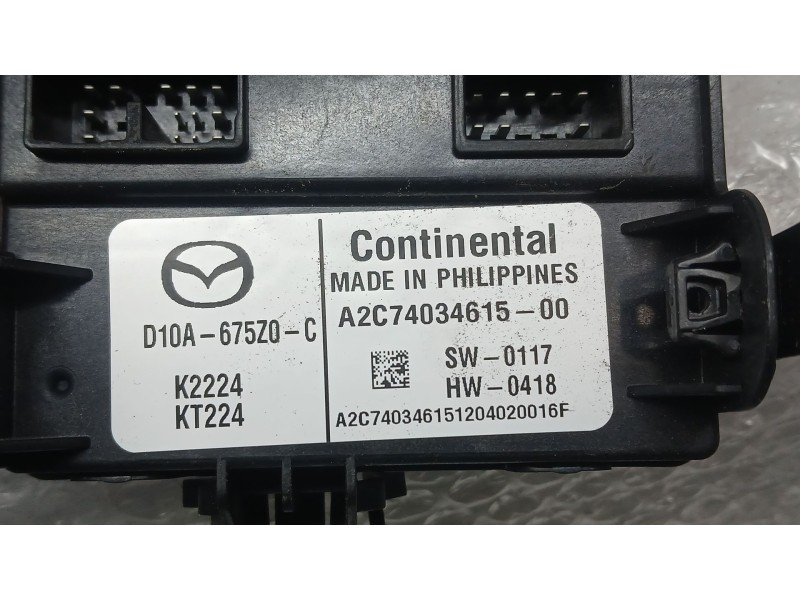 D10A-675Z0-C
K2224
KT224
Continental
MADE IN PHILIPPINES
A2C74034615-00
SW-0117
HW-0418
A2C740346151204020016F